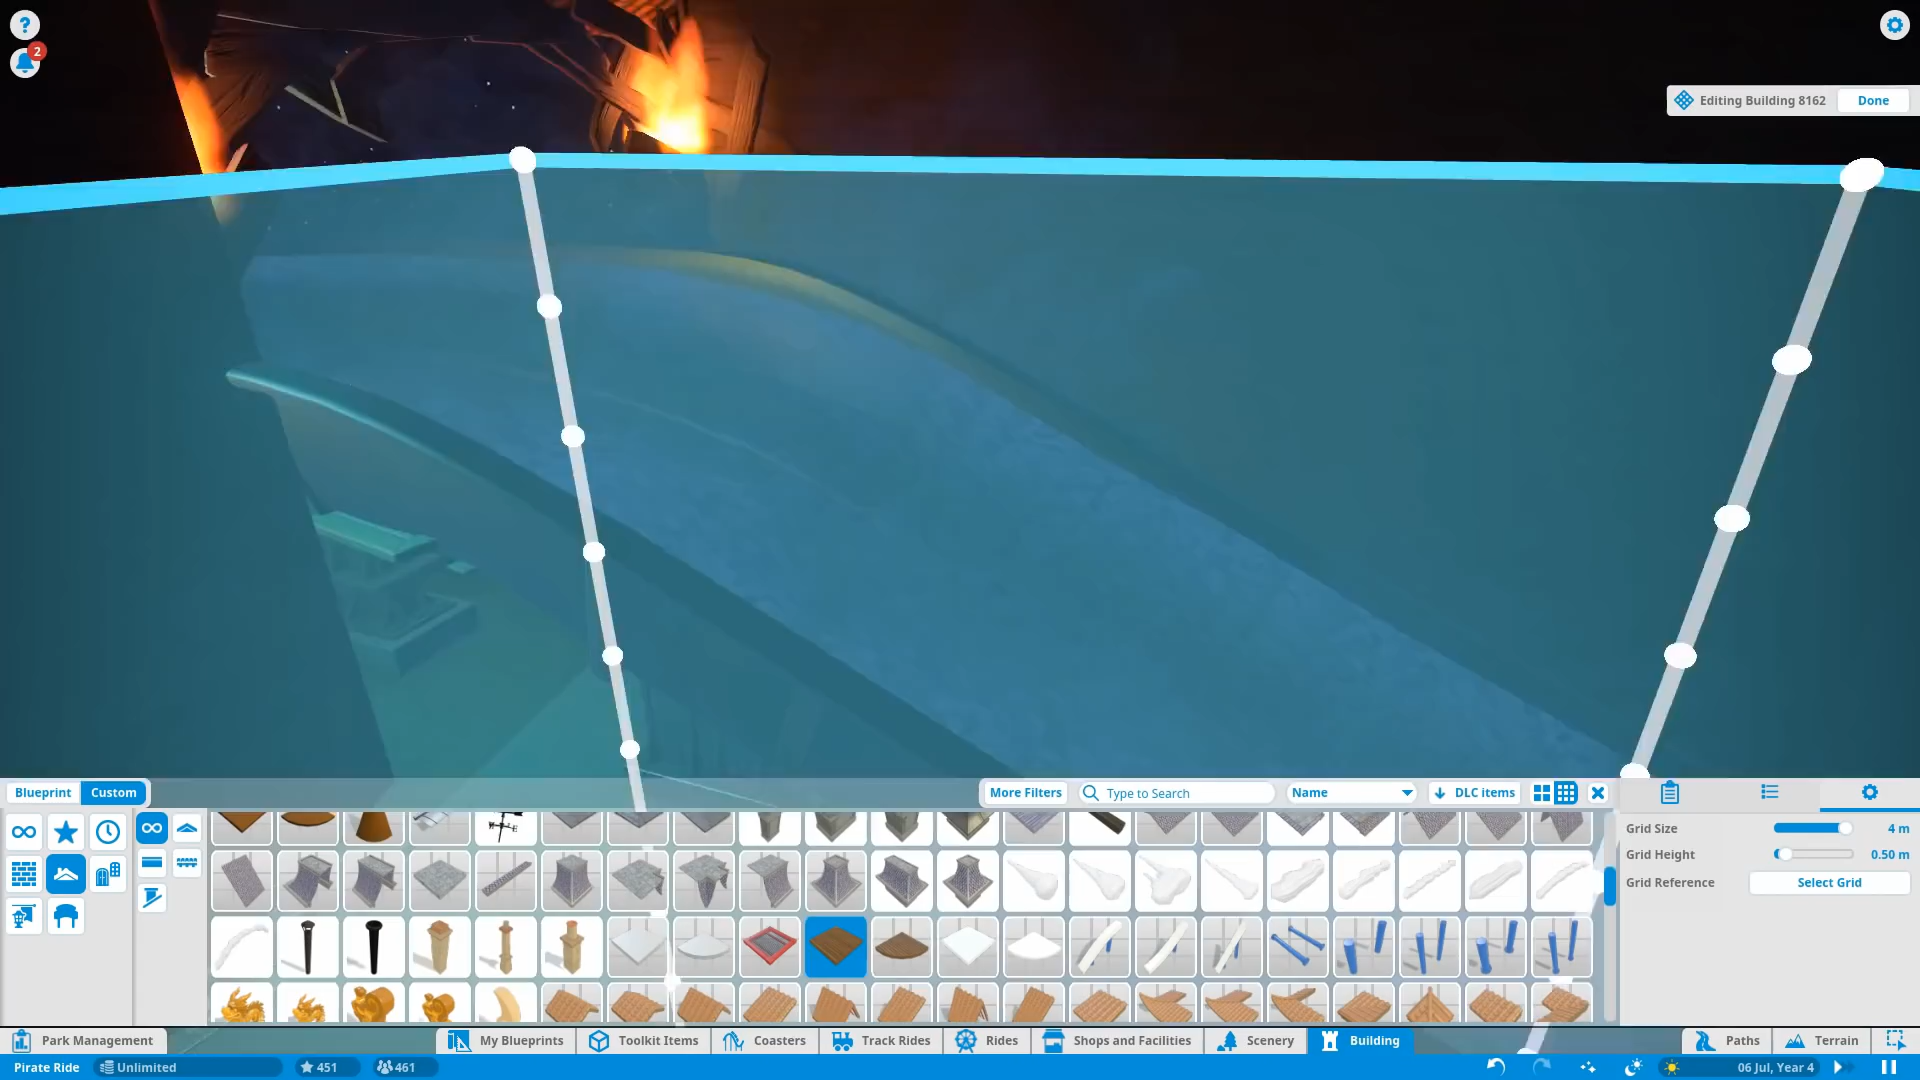 ?
2
Editing Building 8162
Done
Blueprint
Custom
More Filters
Type to Search
Name
DLC items
Grid Size
4 m
Grid Height
0.50 m
Grid Reference
Select Grid
Park Management
My Blueprints
Toolkit Items
Coasters
Track Rides
Rides
Shops and Facilities
Scenery
Building
Paths
Terrain
Pirate Ride
Unlimited
451
461
06 Jul, Year 4